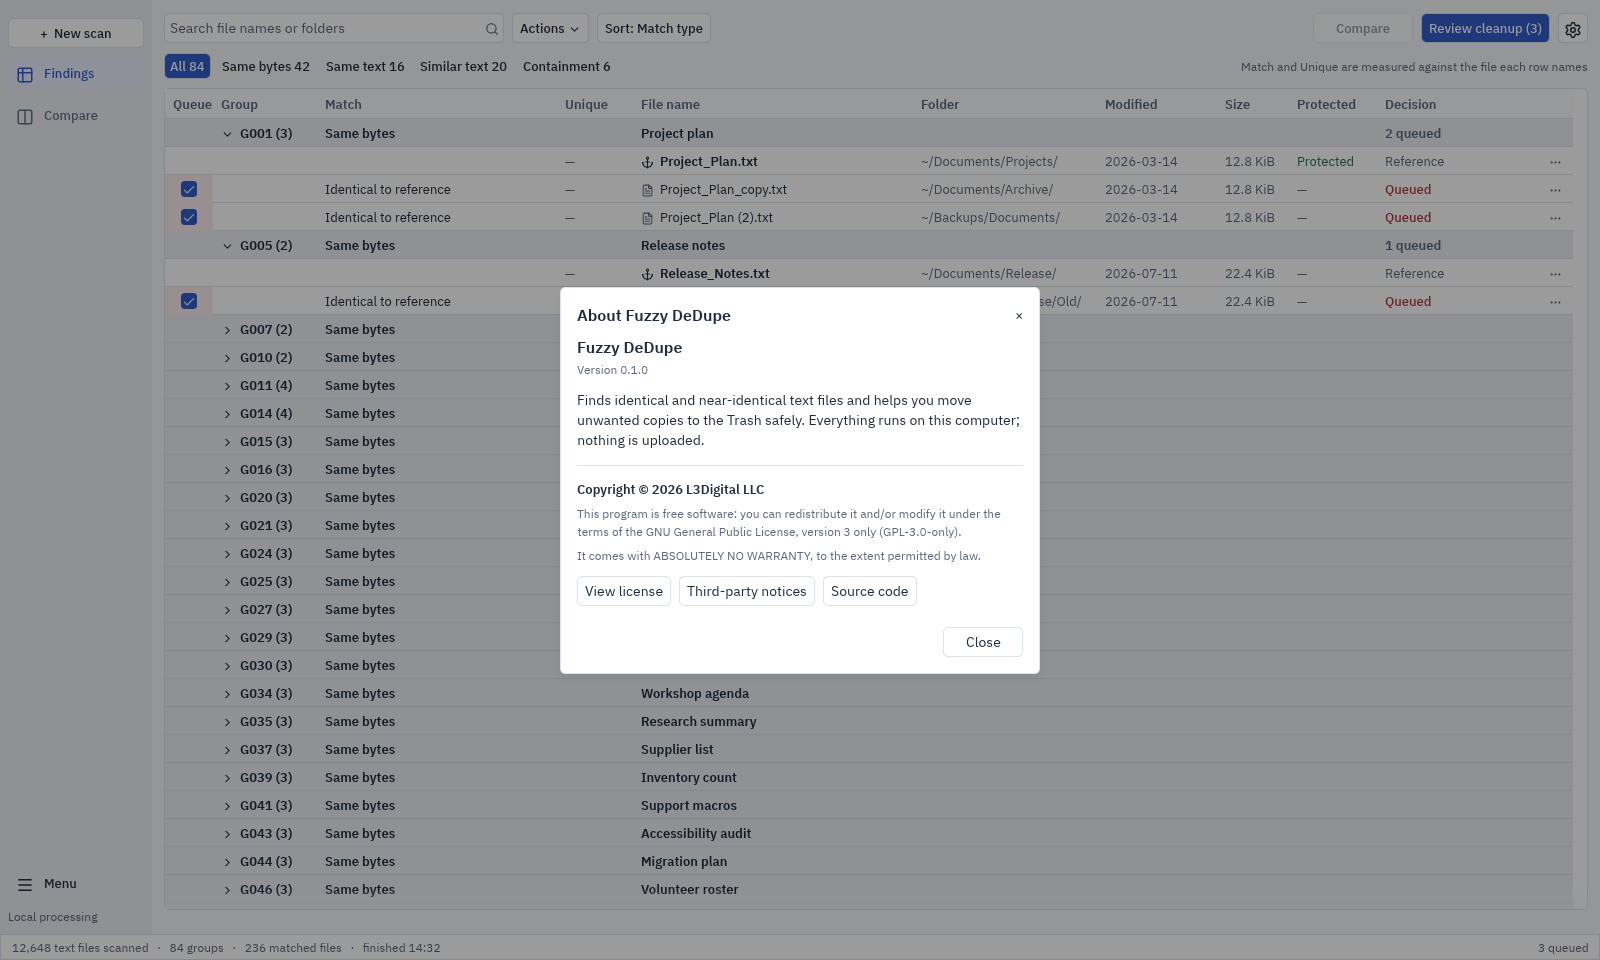 + New scan
Findings
Compare
Menu
Local processing
Search file names or folders
Actions
Sort: Match type
Compare
Review cleanup (3)
All 84 Same bytes 42 Same text 16 Similar text 20 Containment 6
Match and Unique are measured against the file each row names
Queue Group Match Unique File name Folder Modified Size Protected Decision
G001 (3) Same bytes Project plan 2 queued
— Project_Plan.txt ~/Documents/Projects/ 2026-03-14 12.8 KiB Protected Reference ···
Identical to reference — Project_Plan_copy.txt ~/Documents/Archive/ 2026-03-14 12.8 KiB — Queued ···
Identical to reference — Project_Plan (2).txt ~/Backups/Documents/ 2026-03-14 12.8 KiB — Queued ···
G005 (2) Same bytes Release notes 1 queued
— Release_Notes.txt ~/Documents/Release/ 2026-07-11 22.4 KiB — Reference ···
Identical to reference se/Old/ 2026-07-11 22.4 KiB — Queued ···
G007 (2) Same bytes
G010 (2) Same bytes
G011 (4) Same bytes
G014 (4) Same bytes
G015 (3) Same bytes
G016 (3) Same bytes
G020 (3) Same bytes
G021 (3) Same bytes
G024 (3) Same bytes
G025 (3) Same bytes
G027 (3) Same bytes
G029 (3) Same bytes
G030 (3) Same bytes
G034 (3) Same bytes Workshop agenda
G035 (3) Same bytes Research summary
G037 (3) Same bytes Supplier list
G039 (3) Same bytes Inventory count
G041 (3) Same bytes Support macros
G043 (3) Same bytes Accessibility audit
G044 (3) Same bytes Migration plan
G046 (3) Same bytes Volunteer roster
About Fuzzy DeDupe ×
Fuzzy DeDupe
Version 0.1.0
Finds identical and near-identical text files and helps you move
unwanted copies to the Trash safely. Everything runs on this computer;
nothing is uploaded.
Copyright © 2026 L3Digital LLC
This program is free software: you can redistribute it and/or modify it under the
terms of the GNU General Public License, version 3 only (GPL-3.0-only).
It comes with ABSOLUTELY NO WARRANTY, to the extent permitted by law.
View license Third-party notices Source code
Close
12,648 text files scanned · 84 groups · 236 matched files · finished 14:32
3 queued